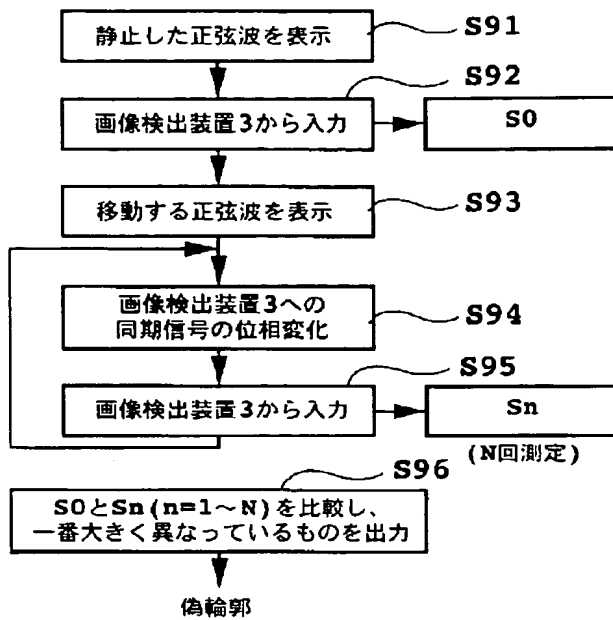 静止した正弦波を表示
S91
S92
画像検出装置3から入力
S0
移動する正弦波を表示
S93
画像検出装置3への
同期信号の位相変化
S94
S95
画像検出装置3から入力
Sn
(N回測定)
S96
S0とSn(n=1～N)を比較し、
一番大きく異なっているものを出力
偽輪郭